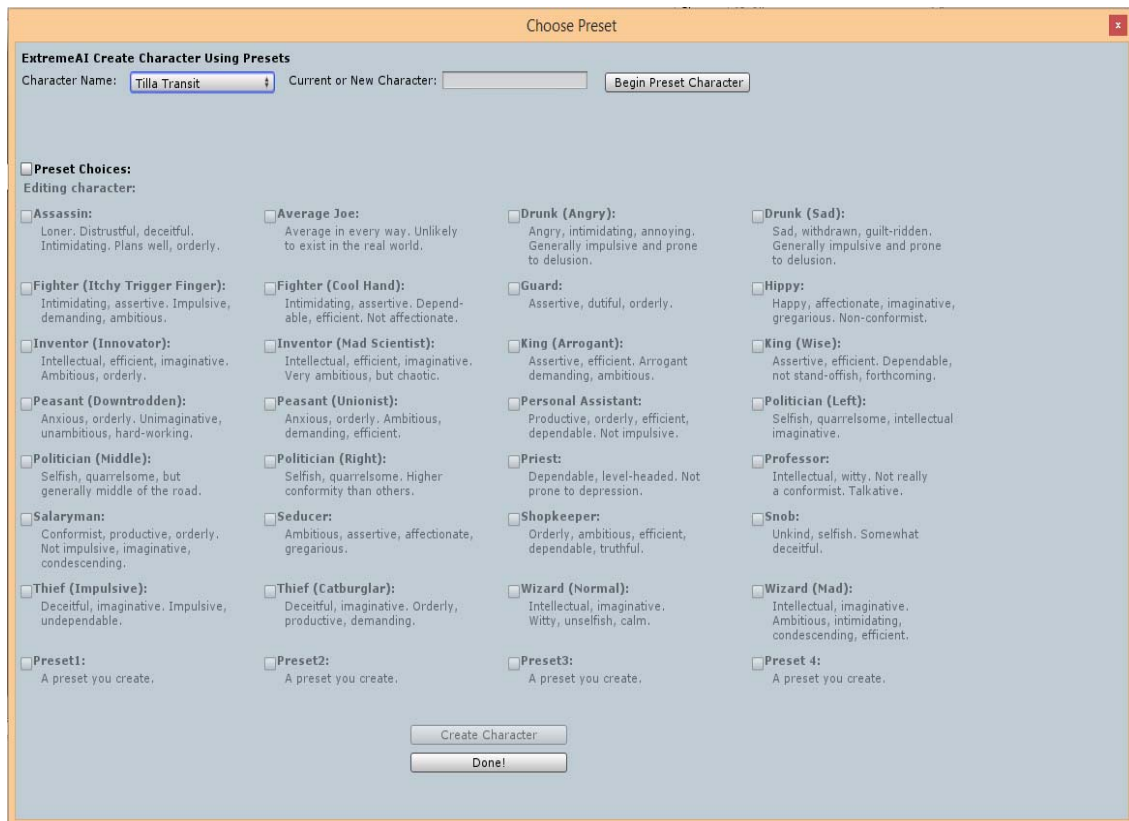 Choose Preset
x
ExtremeAI Create Character Using Presets
Character Name: Tilla Transit Current or New Character: Begin Preset Character
Preset Choices:
Editing character:
Assassin:
Loner. Distrustful, deceitful.
Intimidating. Plans well, orderly.
Average Joe:
Average in every way. Unlikely
to exist in the real world.
Drunk (Angry):
Angry, intimidating, annoying.
Generally impulsive and prone
to delusion.
Drunk (Sad):
Sad, withdrawn, guilt-ridden.
Generally impulsive and prone
to delusion.
Fighter (Itchy Trigger Finger):
Intimidating, assertive. Impulsive,
demanding, ambitious.
Fighter (Cool Hand):
Intimidating, assertive. Depend-
able, efficient. Not affectionate.
Guard:
Assertive, dutiful, orderly.
Hippy:
Happy, affectionate, imaginative,
gregarious. Non-conformist.
Inventor (Innovator):
Intellectual, efficient, imaginative.
Ambitious, orderly.
Inventor (Mad Scientist):
Intellectual, efficient, imaginative.
Very ambitious, but chaotic.
King (Arrogant):
Assertive, efficient. Arrogant
demanding, ambitious.
King (Wise):
Assertive, efficient. Dependable,
not stand-offish, forthcoming.
Peasant (Downtrodden):
Anxious, orderly. Unimaginative,
unambitious, hard-working.
Peasant (Unionist):
Anxious, orderly. Ambitious,
demanding, efficient.
Personal Assistant:
Productive, orderly, efficient,
dependable. Not impulsive.
Politician (Left):
Selfish, quarrelsome, intellectual
imaginative.
Politician (Middle):
Selfish, quarrelsome, but
generally middle of the road.
Politician (Right):
Selfish, quarrelsome. Higher
conformity than others.
Priest:
Dependable, level-headed. Not
prone to depression.
Professor:
Intellectual, witty. Not really
a conformist. Talkative.
Salaryman:
Conformist, productive, orderly.
Not impulsive, imaginative,
condescending.
Seducer:
Ambitious, assertive, affectionate,
gregarious.
Shopkeeper:
Orderly, ambitious, efficient,
dependable, truthful.
Snob:
Unkind, selfish. Somewhat
deceitful.
Thief (Impulsive):
Deceitful, imaginative. Impulsive,
undependable.
Thief (Catburglar):
Deceitful, imaginative. Orderly,
productive, demanding.
Wizard (Normal):
Intellectual, imaginative.
Witty, unselfish, calm.
Wizard (Mad):
Intellectual, imaginative.
Ambitious, intimidating,
condescending, efficient.
Preset1:
A preset you create.
Preset2:
A preset you create.
Preset3:
A preset you create.
Preset 4:
A preset you create.
Create Character
Done!